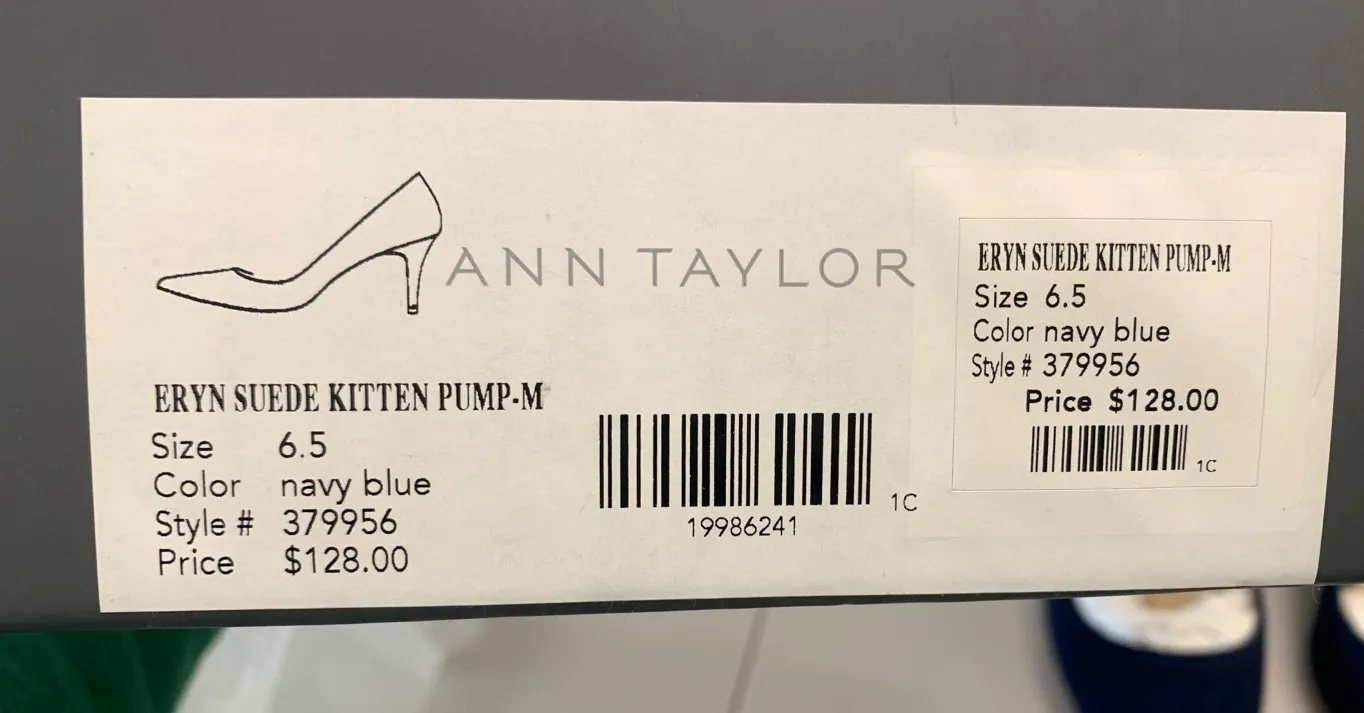 ANN TAYLOR
ERYN SUEDE KITTEN PUMP-M
Size 6.5
Color navy blue
Style # 379956
Price $128.00
19986241
1C
ERYN SUEDE KITTEN PUMP-M
Size 6.5
Color navy blue
Style # 379956
Price $128.00
1C